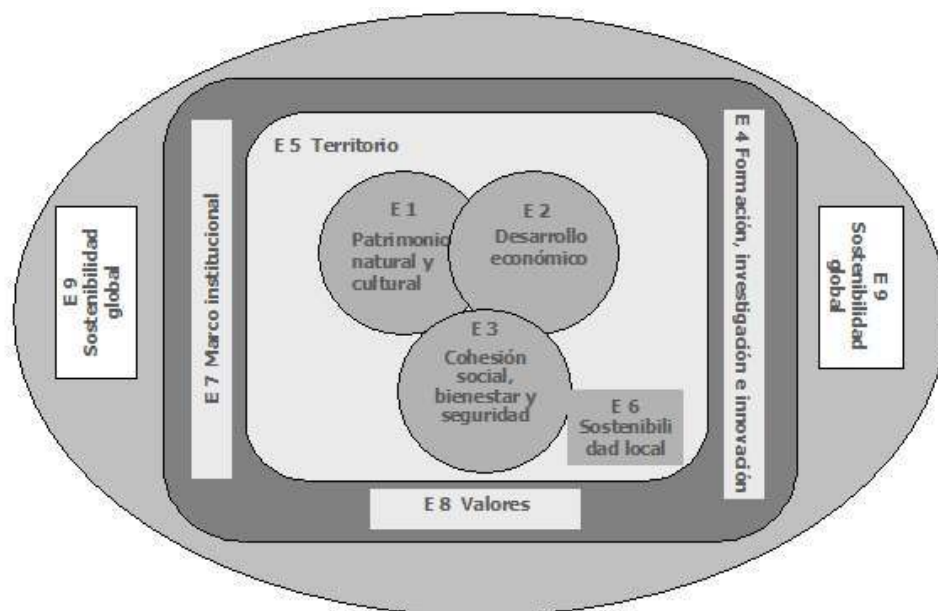 E 5 Territorio
E 1
Patrimonio
natural y
cultural
E 2
Desarrollo
económico
E 3
Cohesión
social,
bienestar y
seguridad
E 6
Sostenibili
dad local
E 7 Marco institucional
E 4 Formación, investigación e innovación
E 8 Valores
E 9
Sostenibilidad
global
E 9
Sostenibilidad
global